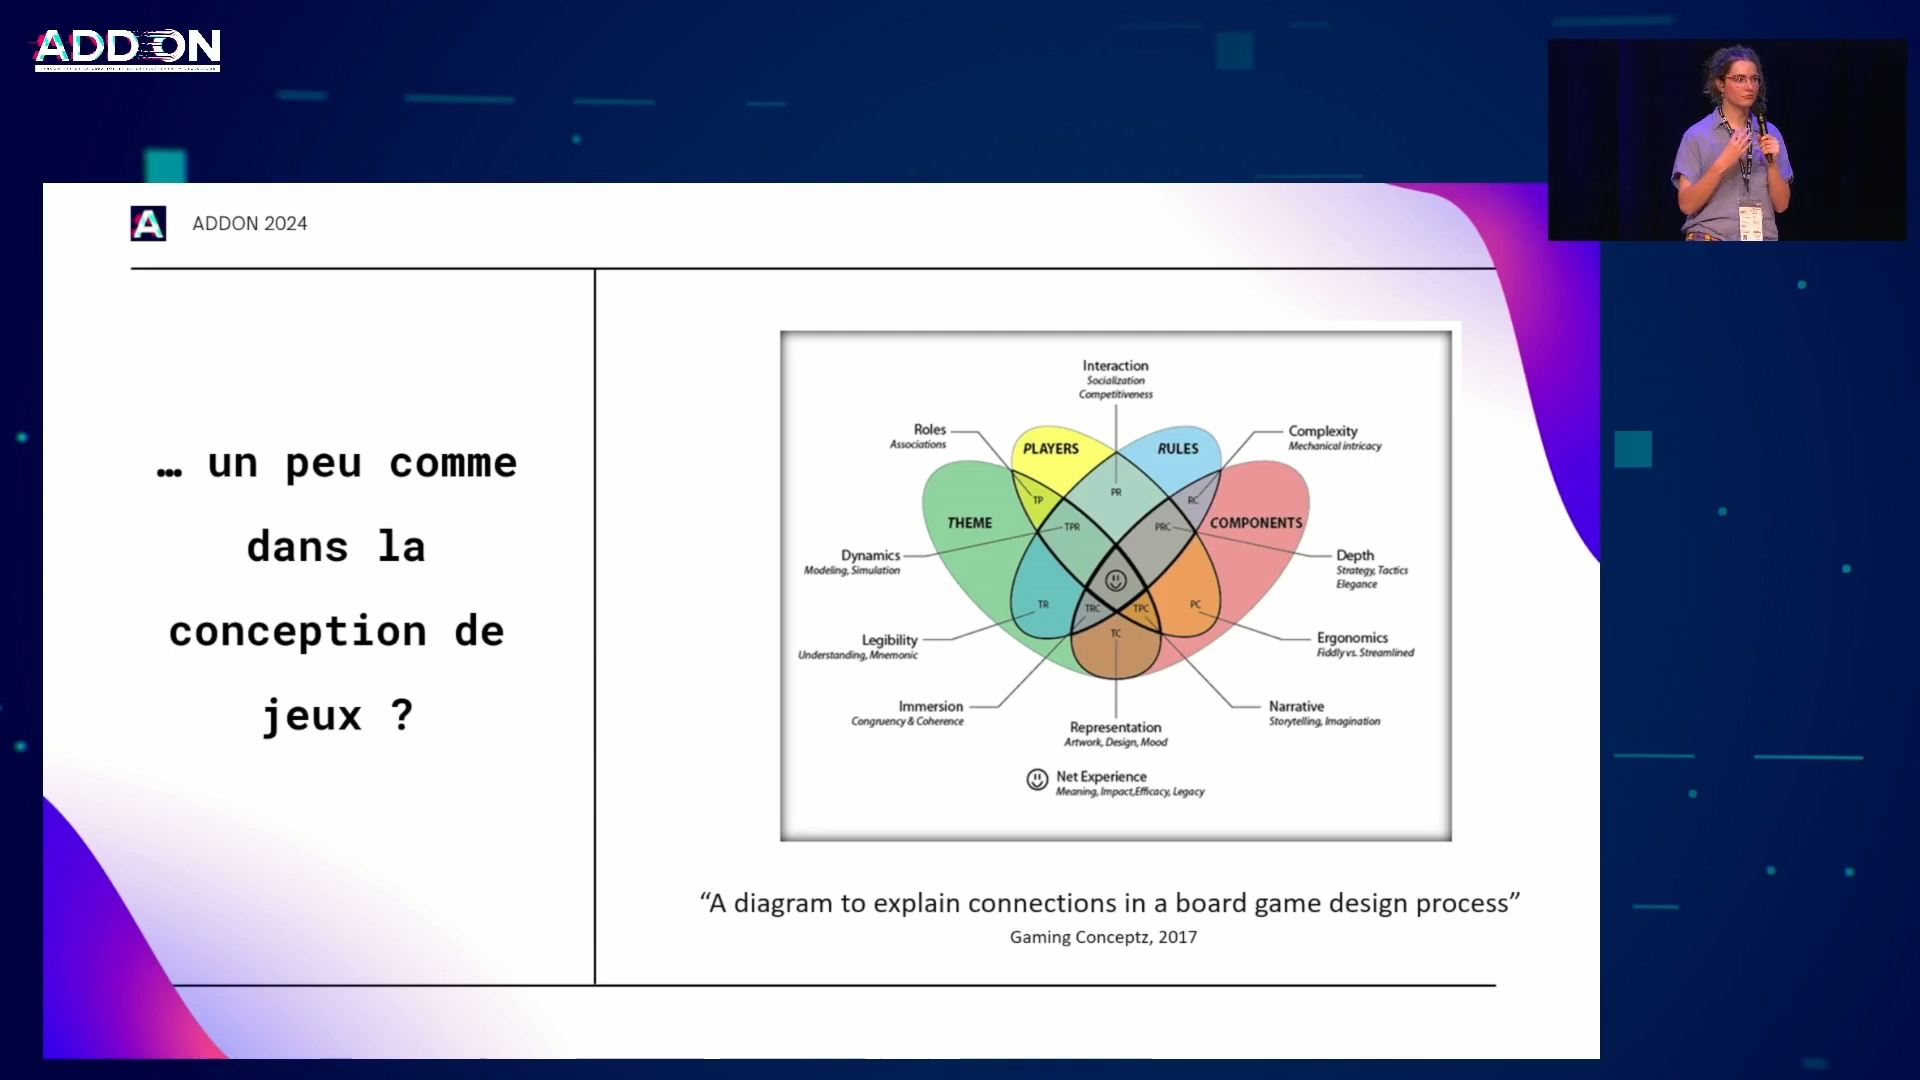 ADDON
ADDON 2024
… un peu comme
dans la
conception de
jeux ?
Interaction
Socialization
Competitiveness
Roles
Associations
Complexity
Mechanical intricacy
PLAYERS
RULES
THEME
COMPONENTS
TP
PR
RC
TPR
PRC
Dynamics
Modeling, Simulation
Depth
Strategy, Tactics
Elegance
TR
TRC
TPC
PC
TC
Legibility
Understanding, Mnemonic
Ergonomics
Fiddly vs. Streamlined
Immersion
Congruency & Coherence
Narrative
Storytelling, Imagination
Representation
Artwork, Design, Mood
Net Experience
Meaning, Impact,Efficacy, Legacy
“A diagram to explain connections in a board game design process”
Gaming Conceptz, 2017